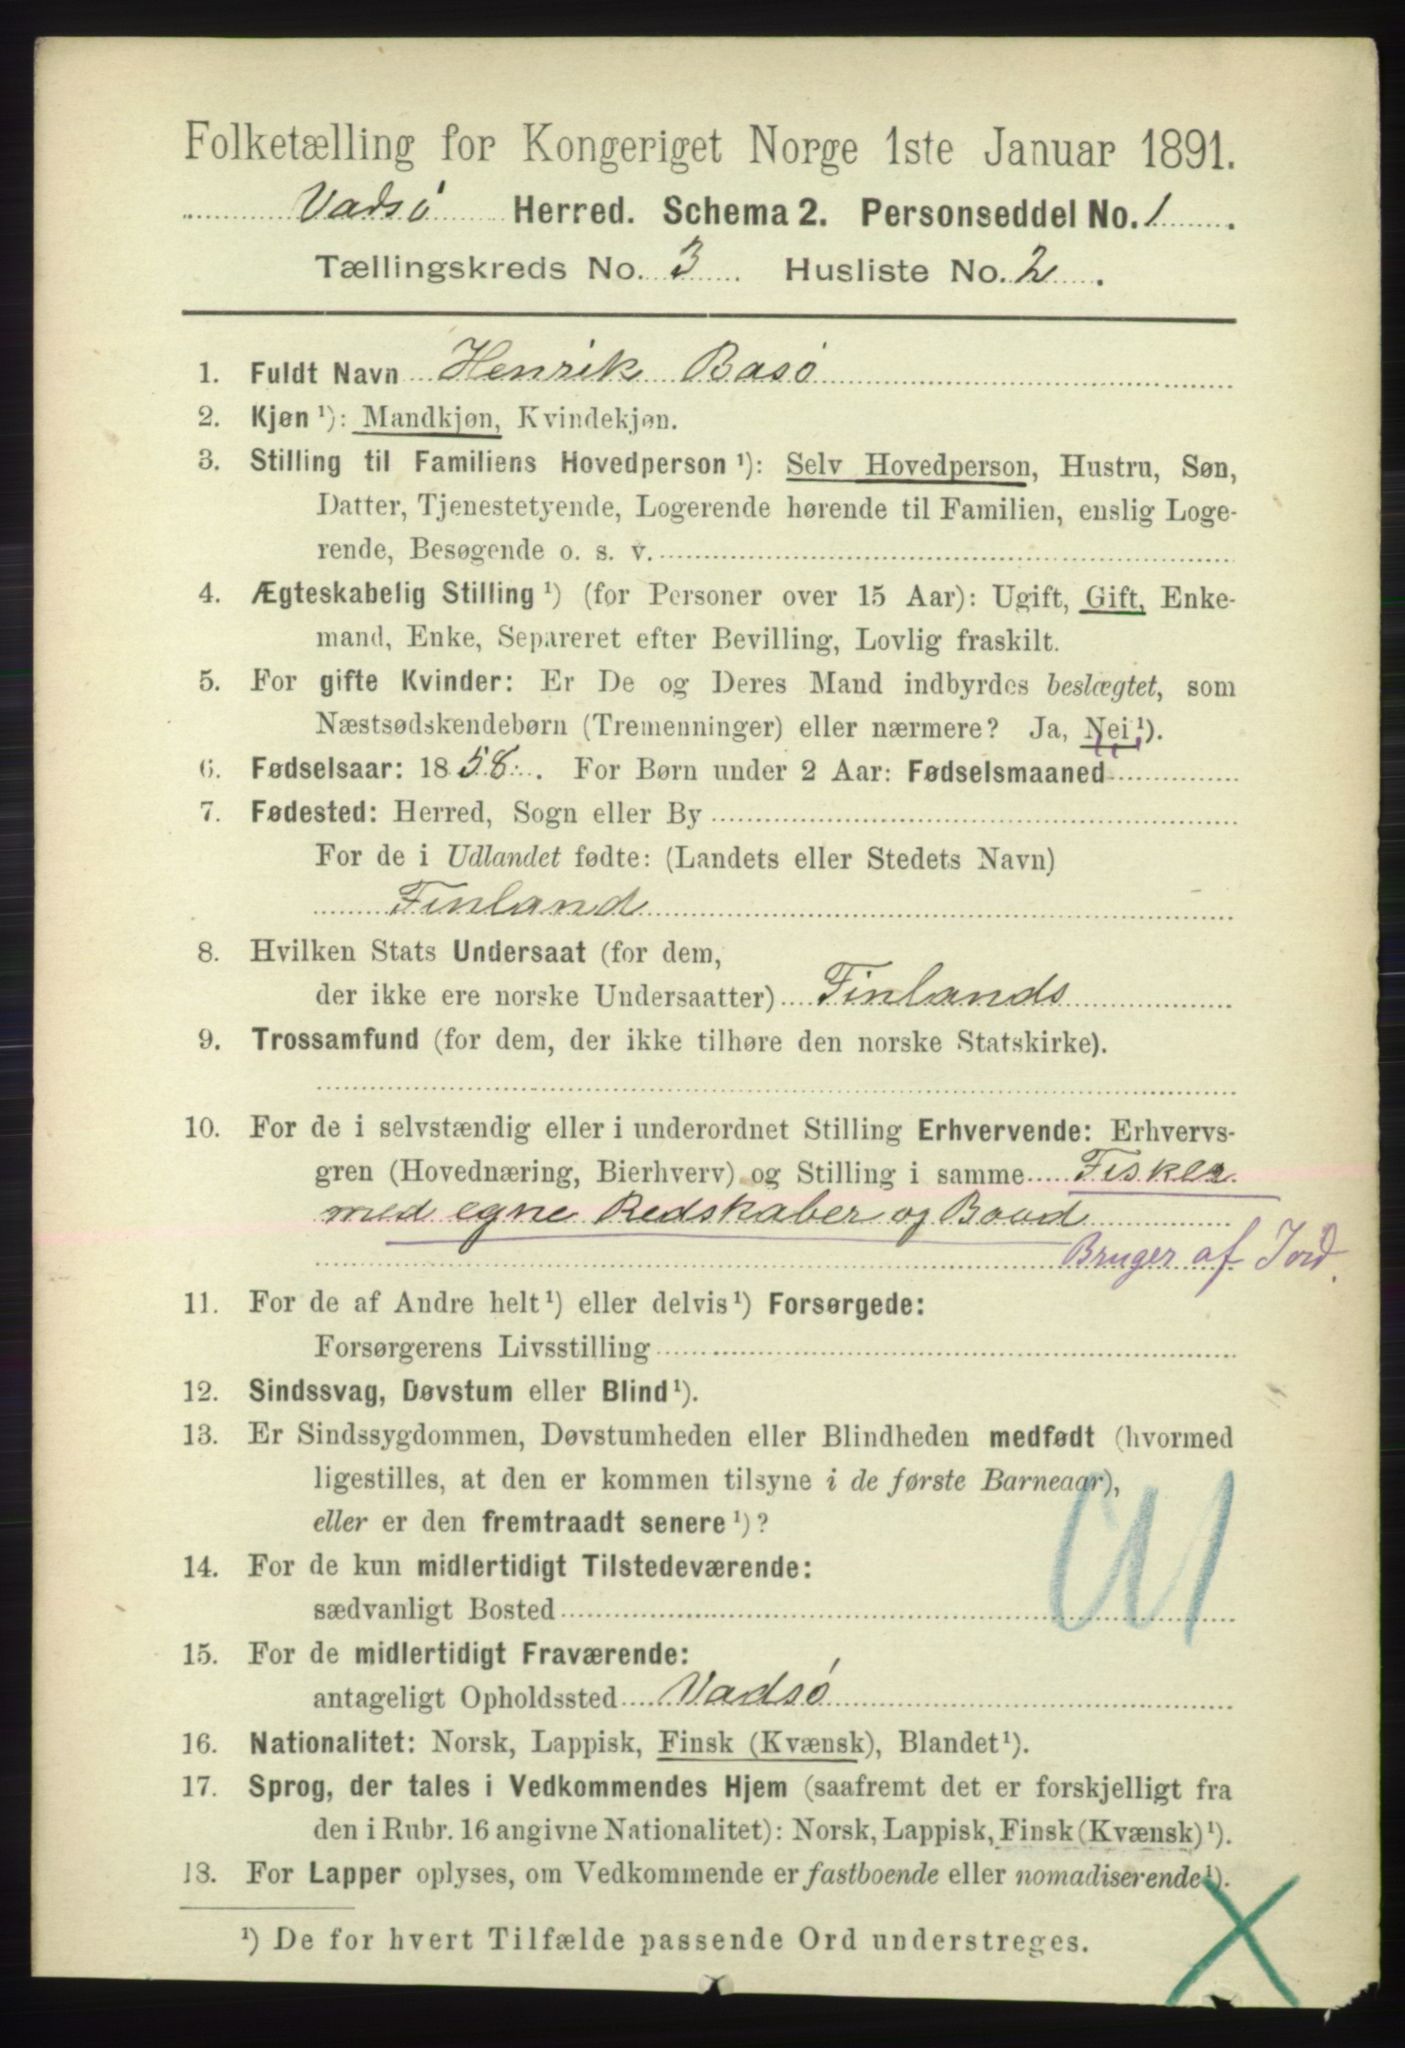 Folketælling for Kongeriget Norge 1ste Januar 1891.
Vadsö Herred. Schema 2. Personseddel No. 1.
Tællingskreds No. 3 Husliste No. 2.
1. Fuldt Navn Henrik Basö
2. Kjøn ¹): Mandkjøn, Kvindekjøn.
3. Stilling til Familiens Hovedperson ¹): Selv Hovedperson, Hustru, Søn,
Datter, Tjenestetyende, Logerende hørende til Familien, enslig Loge-
rende, Besøgende o. s. v.
4. Ægteskabelig Stilling ¹) (for Personer over 15 Aar): Ugift, Gift, Enke-
mand, Enke, Separeret efter Bevilling, Lovlig fraskilt.
5. For gifte Kvinder: Er De og Deres Mand indbyrdes beslægtet, som
Næstsødskendebørn (Tremenninger) eller nærmere? Ja, Nei ¹).
6. Fødselsaar: 1858. For Børn under 2 Aar: Fødselsmaaned
7. Fødested: Herred, Sogn eller By
For de i Udlandet fødte: (Landets eller Stedets Navn)
Finland
8. Hvilken Stats Undersaat (for dem,
der ikke ere norske Undersaatter) Finlands
9. Trossamfund (for dem, der ikke tilhøre den norske Statskirke).
10. For de i selvstændig eller i underordnet Stilling Erhvervende: Erhvervs-
gren (Hovednæring, Bierhverv) og Stilling i samme Fisker
med egne Redskaber og Baad
Bruger af Jord.
11. For de af Andre helt ¹) eller delvis ¹) Forsørgede:
Forsørgerens Livsstilling
12. Sindssvag, Døvstum eller Blind ¹).
13. Er Sindssygdommen, Døvstumheden eller Blindheden medfødt (hvormed
ligestilles, at den er kommen tilsyne i de første Barneaar),
eller er den fremtraadt senere ¹)?
14. For de kun midlertidigt Tilstedeværende:
sædvanligt Bosted
15. For de midlertidigt Fraværende:
antageligt Opholdssted Vadsö
16. Nationalitet: Norsk, Lappisk, Finsk (Kvænsk), Blandet ¹).
17. Sprog, der tales i Vedkommendes Hjem (saafremt det er forskjelligt fra
den i Rubr. 16 angivne Nationalitet): Norsk, Lappisk, Finsk (Kvænsk) ¹).
18. For Lapper oplyses, om Vedkommende er fastboende eller nomadiserende ¹).
¹) De for hvert Tilfælde passende Ord understreges.